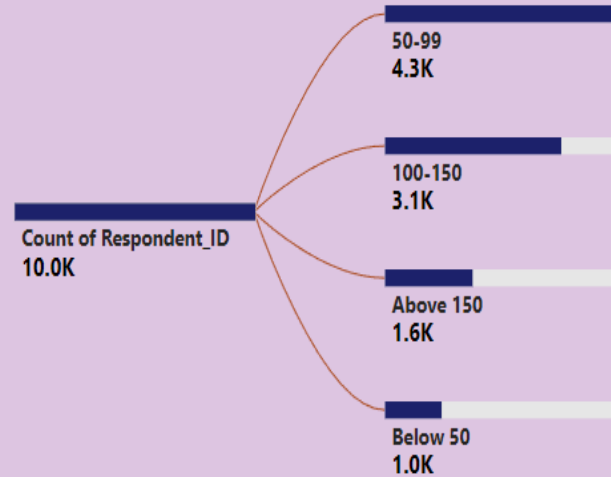 50-99
4.3K
100-150
3.1K
Count of Respondent_ID
10.0K
Above 150
1.6K
Below 50
1.0K